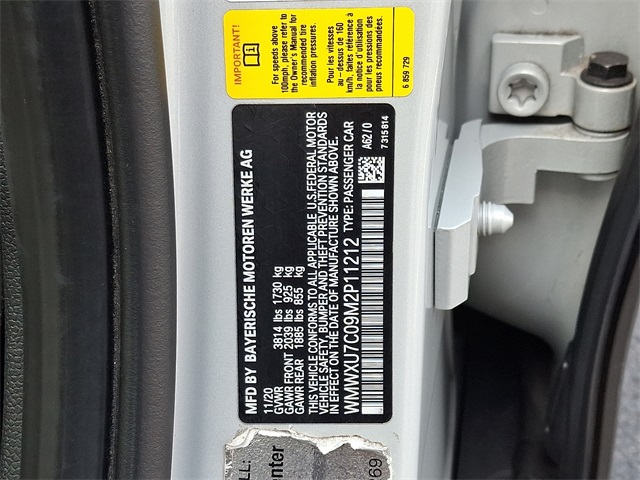 IMPORTANT!
For speeds above
100mph, please refer to
the Owner's Manual for
recommended tire
inflation pressures.
Pour les vitesses
au - dessus de 160
km/h, faites référence à
la notice d'utilisation
pour les pressions des
pneus recommandées.
6 859 729
MFD BY BAYERISCHE MOTOREN WERKE AG
11/20
GVWR 3814 lbs 1730 kg
GAWR FRONT 2039 lbs 925 kg
GAWR REAR 1885 lbs 855 kg
THIS VEHICLE CONFORMS TO ALL APPLICABLE U.S. FEDERAL MOTOR
VEHICLE SAFETY, BUMPER AND THEFT PREVENTION STANDARDS
IN EFFECT ON THE DATE OF MANUFACTURE SHOWN ABOVE.
WMWXU7C09M2P11212 TYPE: PASSENGER CAR
A62/0
7315814
LL:
enter
69